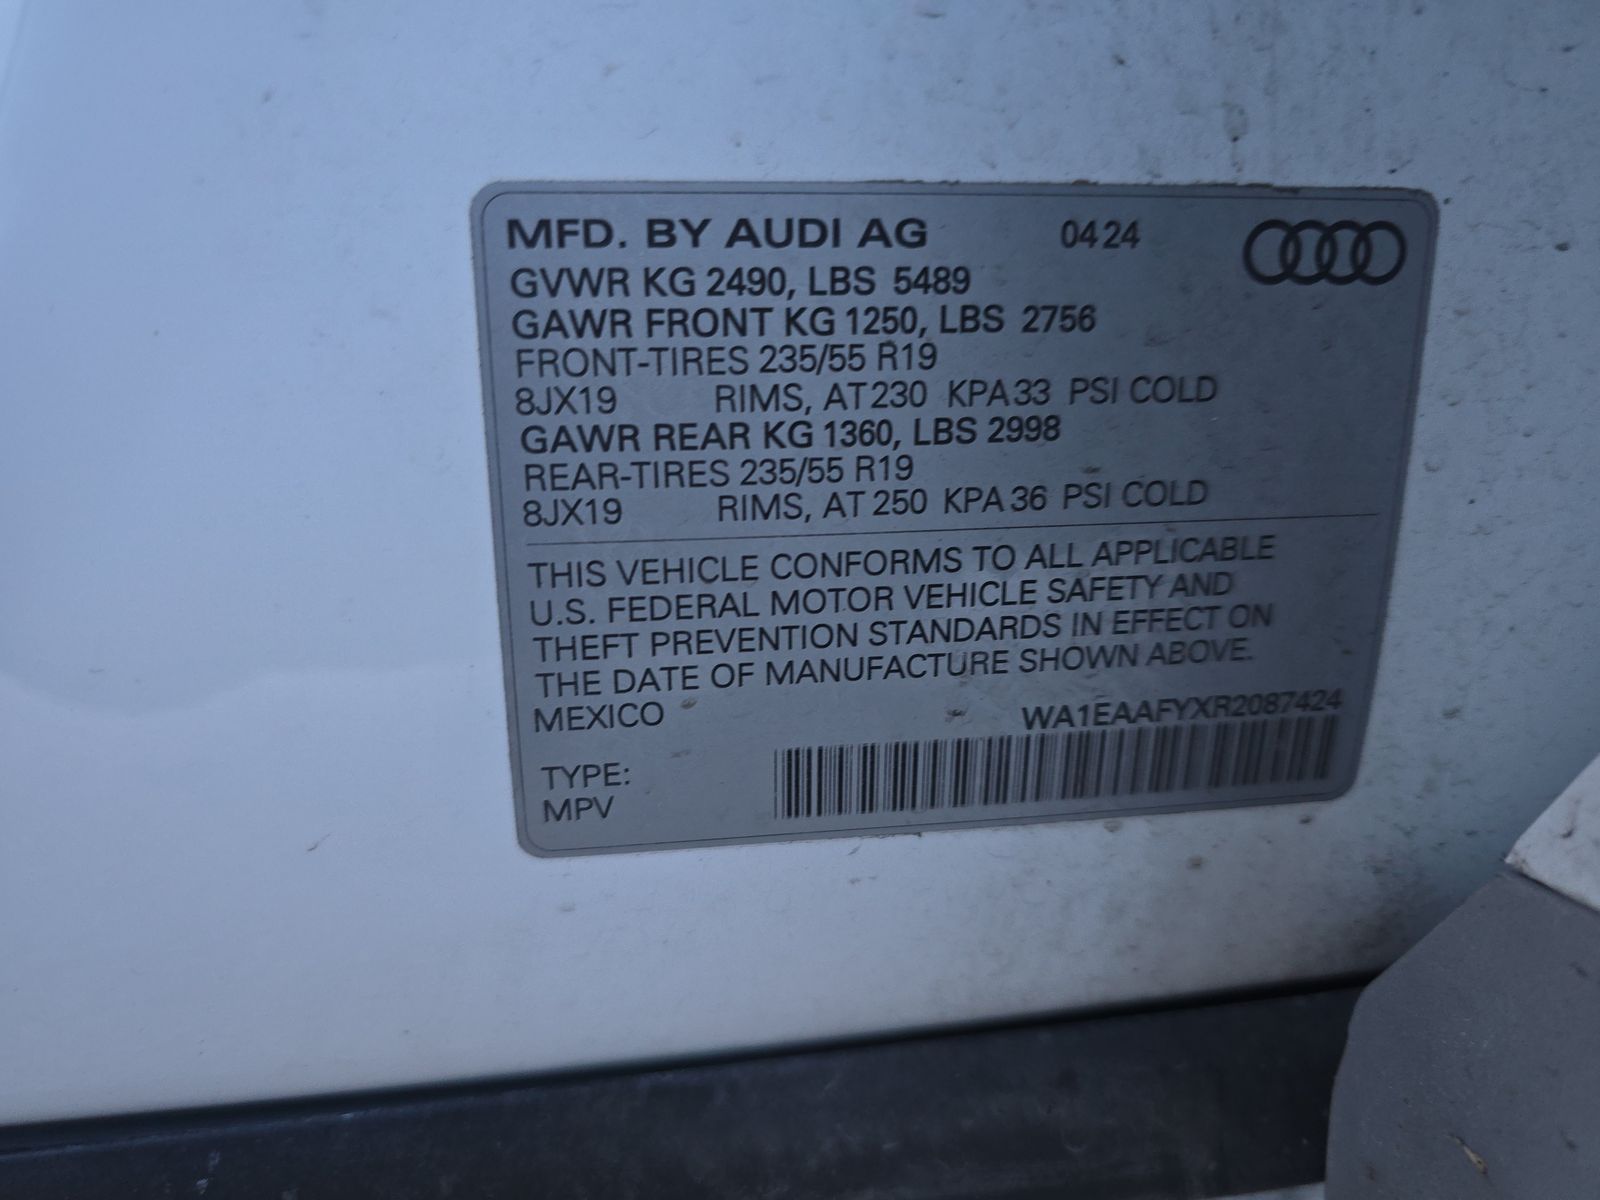 MFD. BY AUDI AG 04 24
GVWR KG 2490, LBS 5489
GAWR FRONT KG 1250, LBS 2756
FRONT-TIRES 235/55 R19
8JX19 RIMS, AT 230 KPA 33 PSI COLD
GAWR REAR KG 1360, LBS 2998
REAR-TIRES 235/55 R19
8JX19 RIMS, AT 250 KPA 36 PSI COLD
THIS VEHICLE CONFORMS TO ALL APPLICABLE
U.S. FEDERAL MOTOR VEHICLE SAFETY AND
THEFT PREVENTION STANDARDS IN EFFECT ON
THE DATE OF MANUFACTURE SHOWN ABOVE.
MEXICO WA1EAAFYXR2087424
TYPE:
MPV